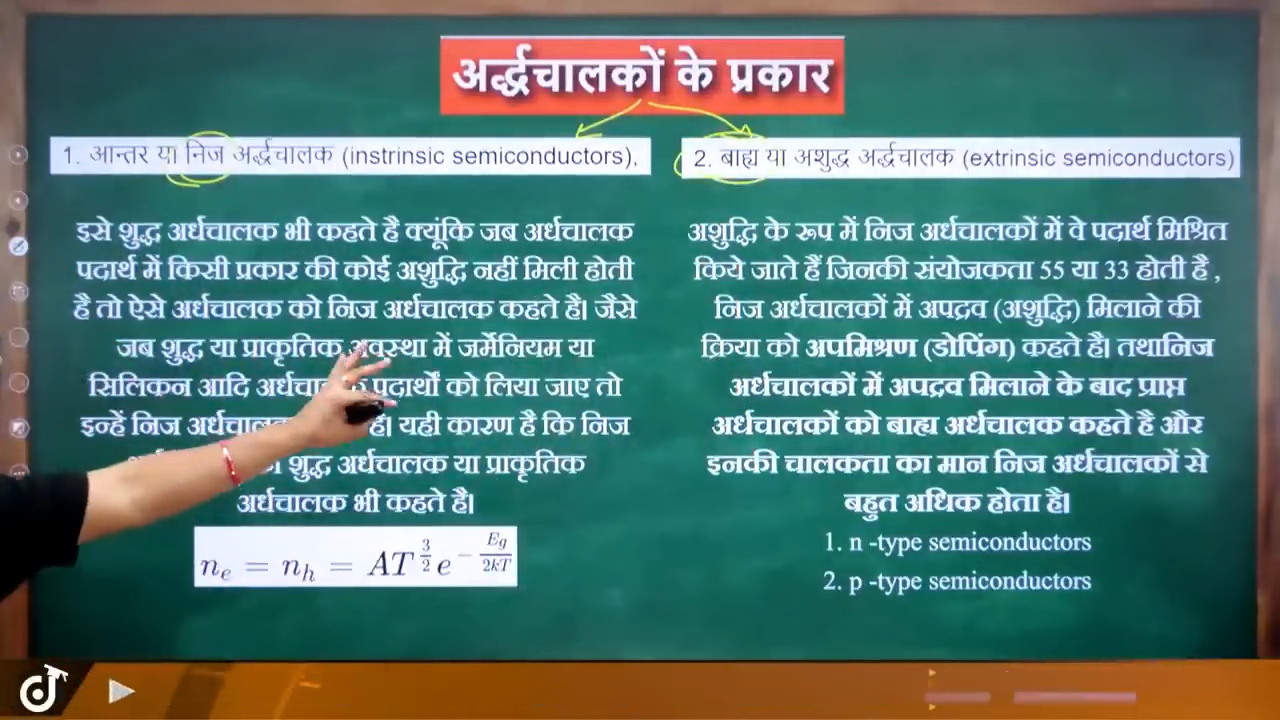 अर्द्धचालकों के प्रकार
1. आन्तर या निज अर्द्धचालक (instrinsic semiconductors),
इसे शुद्ध अर्धचालक भी कहते है क्यूंकि जब अर्धचालक
पदार्थ में किसी प्रकार की कोई अशुद्धि नहीं मिली होती
है तो ऐसे अर्धचालक को निज अर्धचालक कहते है। जैसे
जब शुद्ध या प्राकृतिक अवस्था में जर्मेनियम या
सिलिकन आदि पदार्थों को लिया जाए तो
इन्हें निज है। यही कारण है कि निज
शुद्ध अर्धचालक या प्राकृतिक
अर्धचालक भी कहते है।
n_e = n_h = AT^{3/2} e^{-Eg/2kT}
2. बाह्य या अशुद्ध अर्द्धचालक (extrinsic semiconductors)
अशुद्धि के रूप में निज अर्धचालकों में वे पदार्थ मिश्रित
किये जाते हैं जिनकी संयोजकता 55 या 33 होती है ,
निज अर्धचालकों में अपद्रव (अशुद्धि) मिलाने की
क्रिया को अपमिश्रण (डोपिंग) कहते है। तथानिज
अर्धचालकों में अपद्रव मिलाने के बाद प्राप्त
अर्धचालकों को बाह्य अर्धचालक कहते है और
इनकी चालकता का मान निज अर्धचालकों से
बहुत अधिक होता है।
1. n -type semiconductors
2. p -type semiconductors